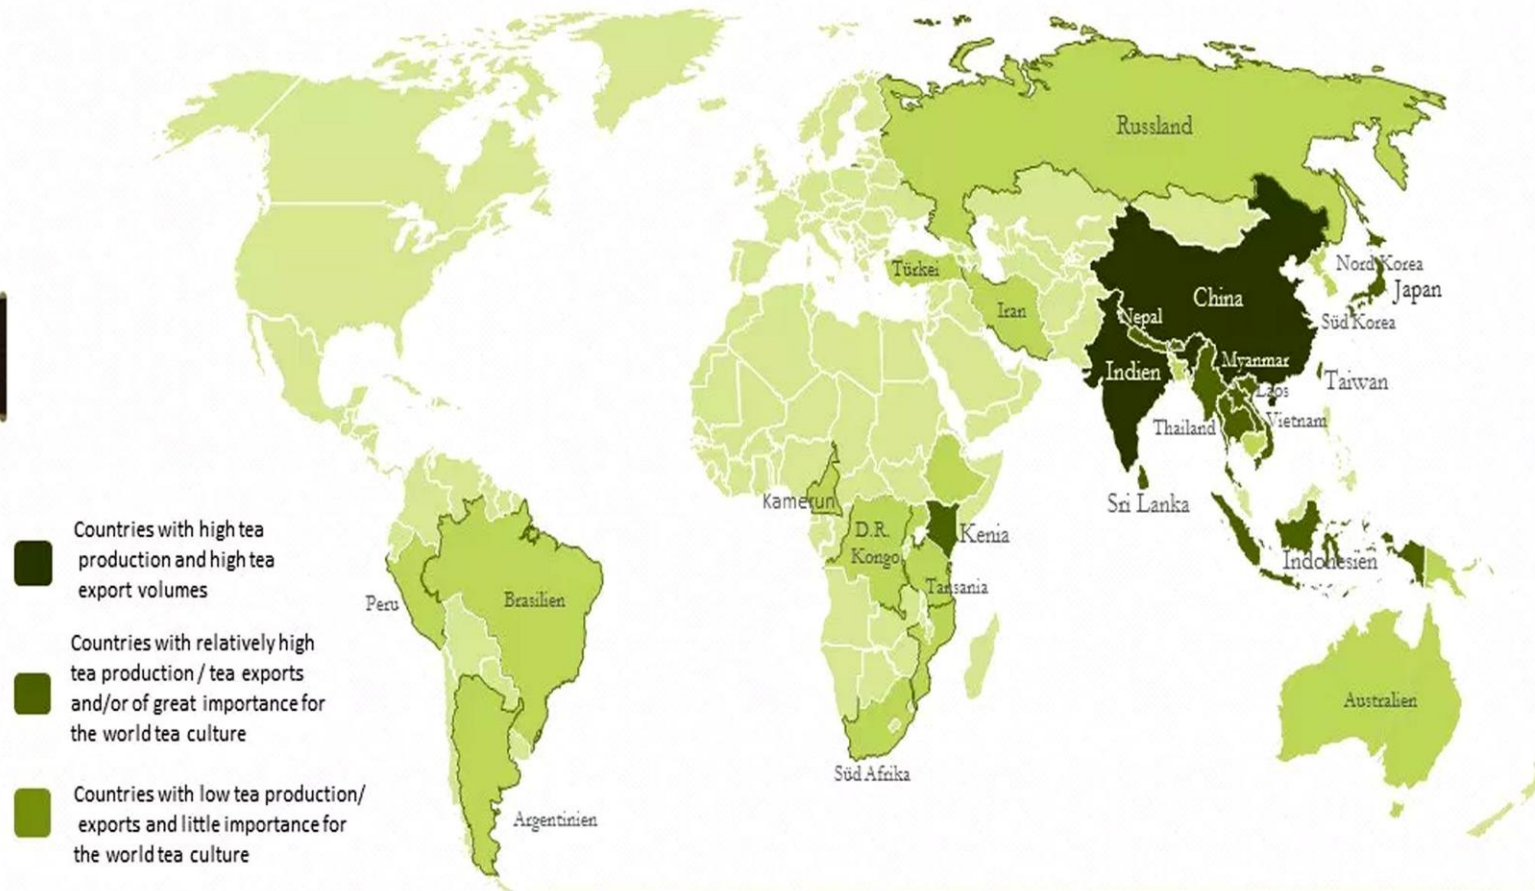 Russland
Türkei
Iran
China
Nord Korea
Japan
Süd Korea
Nepal
Indien
Myanmar
Laos
Taiwan
Thailand
Vietnam
Sri Lanka
Kamerun
D.R.
Kongo
Kenia
Tansania
Indonesien
Peru
Brasilien
Australien
Süd Afrika
Argentinien
Countries with high tea
production and high tea
export volumes
Countries with relatively high
tea production / tea exports
and/or of great importance for
the world tea culture
Countries with low tea production/
exports and little importance for
the world tea culture